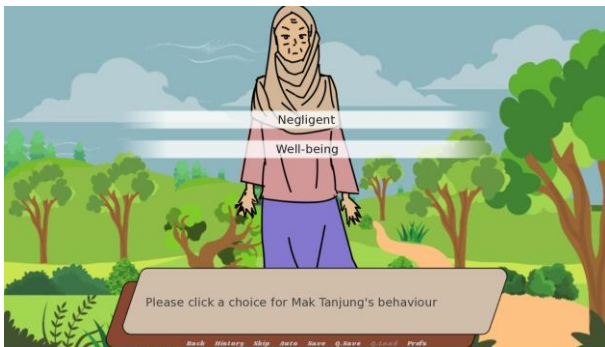 Negligent
Well-being
Please click a choice for Mak Tanjung's behaviour
Back History Skip Auto Save Q.Save Q.Load Prefs